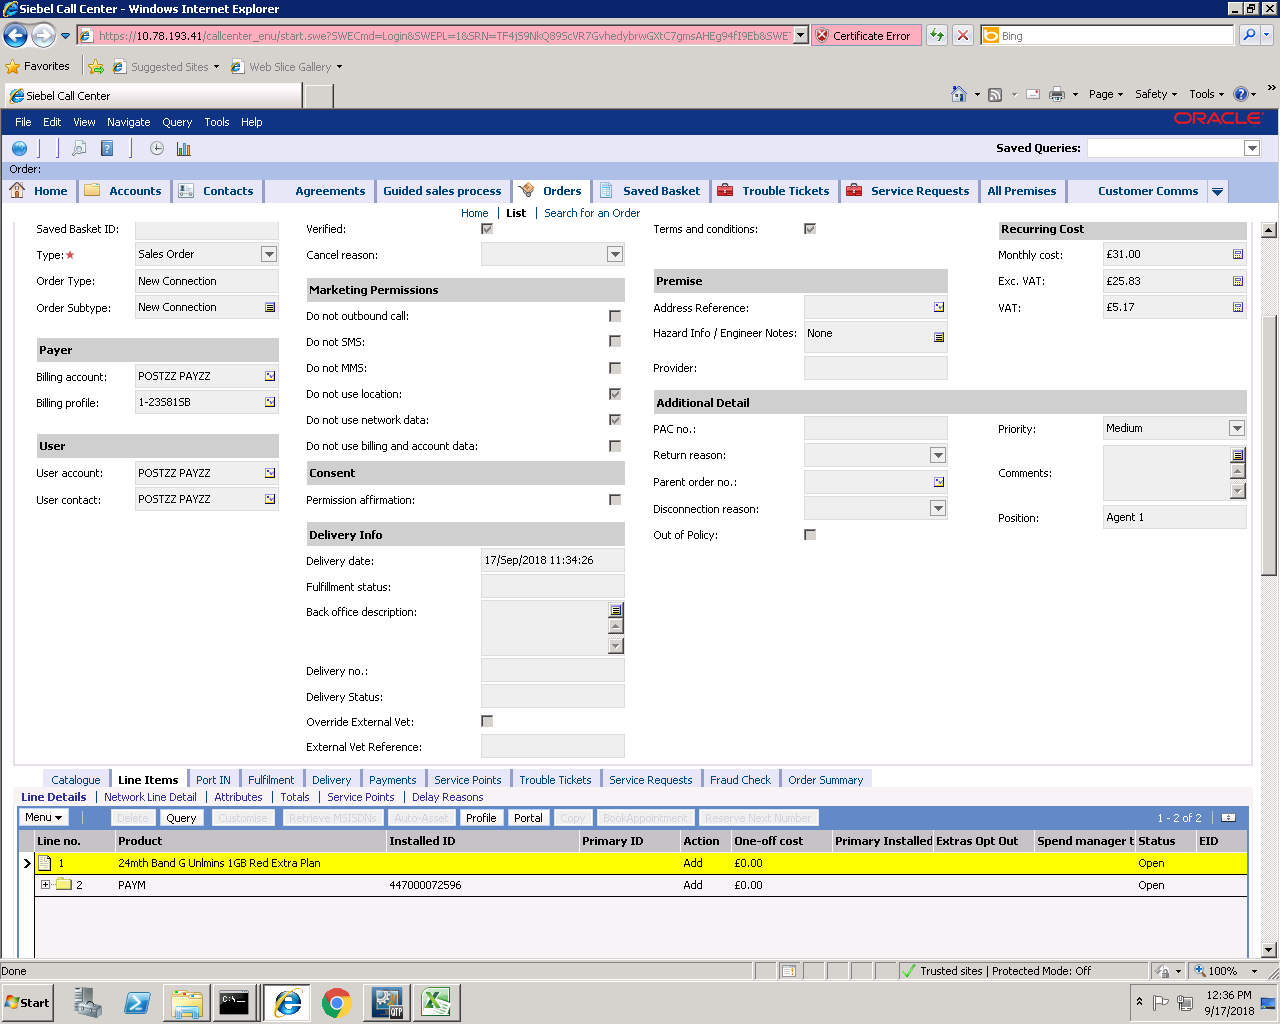 Siebel Call Center - Windows Internet Explorer
https://10.78.193.41/callcenter_enu/start.swe?SWECmd=Login&SWEPL=1&SRN=
Certificate Error
Bing
Favorites
Suggested Sites
Web Slice Gallery
Siebel Call Center
Page
Safety
Tools
File Edit View Navigate Query Tools Help
ORACLE
Saved Queries:
Order:
Home
Accounts
Contacts
Agreements
Guided sales process
Orders
Saved Basket
Trouble Tickets
Service Requests
All Premises
Customer Comms
Home | List | Search for an Order
Saved Basket ID:
Type:★ Sales Order
Order Type: New Connection
Order Subtype: New Connection
Payer
Billing account: POSTZZ PAYZZ
Billing profile: 1-23S81SB
User
User account: POSTZZ PAYZZ
User contact: POSTZZ PAYZZ
Verified:
Cancel reason:
Marketing Permissions
Do not outbound call:
Do not SMS:
Do not MMS:
Do not use location:
Do not use network data:
Do not use billing and account data:
Consent
Permission affirmation:
Delivery Info
Delivery date: 17/Sep/2018 11:34:26
Fulfillment status:
Back office description:
Delivery no.:
Delivery Status:
Override External Vet:
External Vet Reference:
Terms and conditions:
Premise
Address Reference:
Hazard Info / Engineer Notes: None
Provider:
Additional Detail
PAC no.:
Return reason:
Parent order no.:
Disconnection reason:
Out of Policy:
Recurring Cost
Monthly cost: £31.00
Exc. VAT: £25.83
VAT: £5.17
Priority: Medium
Comments:
Position: Agent 1
Catalogue Line Items Port IN Fulfilment Delivery Payments Service Points Trouble Tickets Service Requests Fraud Check Order Summary
Line Details | Network Line Detail | Attributes | Totals | Service Points | Delay Reasons
Menu Delete Query Customise Retrieve MSISDNs Auto-Asset Profile Portal Copy BookAppointment Reserve Next Number 1 - 2 of 2
Line no. Product Installed ID Primary ID Action One-off cost Primary Installed Extras Opt Out Spend manager t Status EID
1 24mth Band G Unlmins 1GB Red Extra Plan Add £0.00 Open
2 PAYM 447000072596 Add £0.00 Open
Done
Trusted sites | Protected Mode: Off
100%
Start
C:\
QTP
12:36 PM
9/17/2018